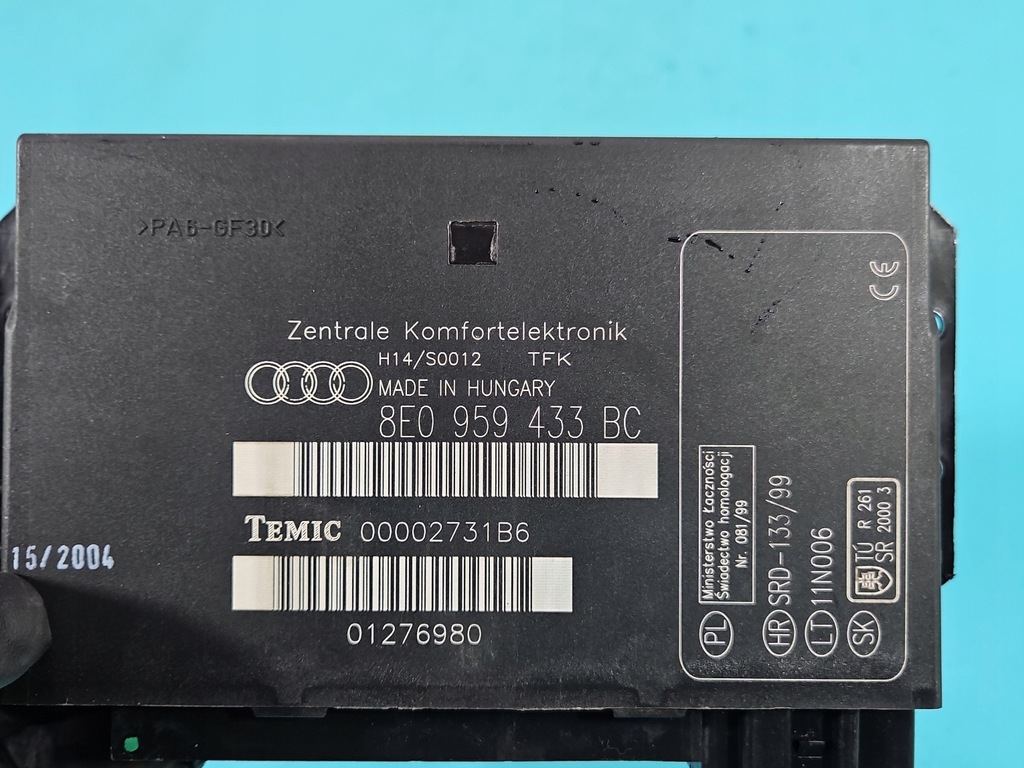 >PA6-GF30<
Zentrale Komfortelektronik
H14/S0012 TFK
MADE IN HUNGARY
8E0 959 433 BC
TEMIC 00002731B6
01276980
15/2004
CE
PL
Ministerstwo Łaczności
Świadectwo homologacji
Nr. 081/99
HR SRD-133/99
LT 11N006
SK
TÚ R 261
SR 2000 3